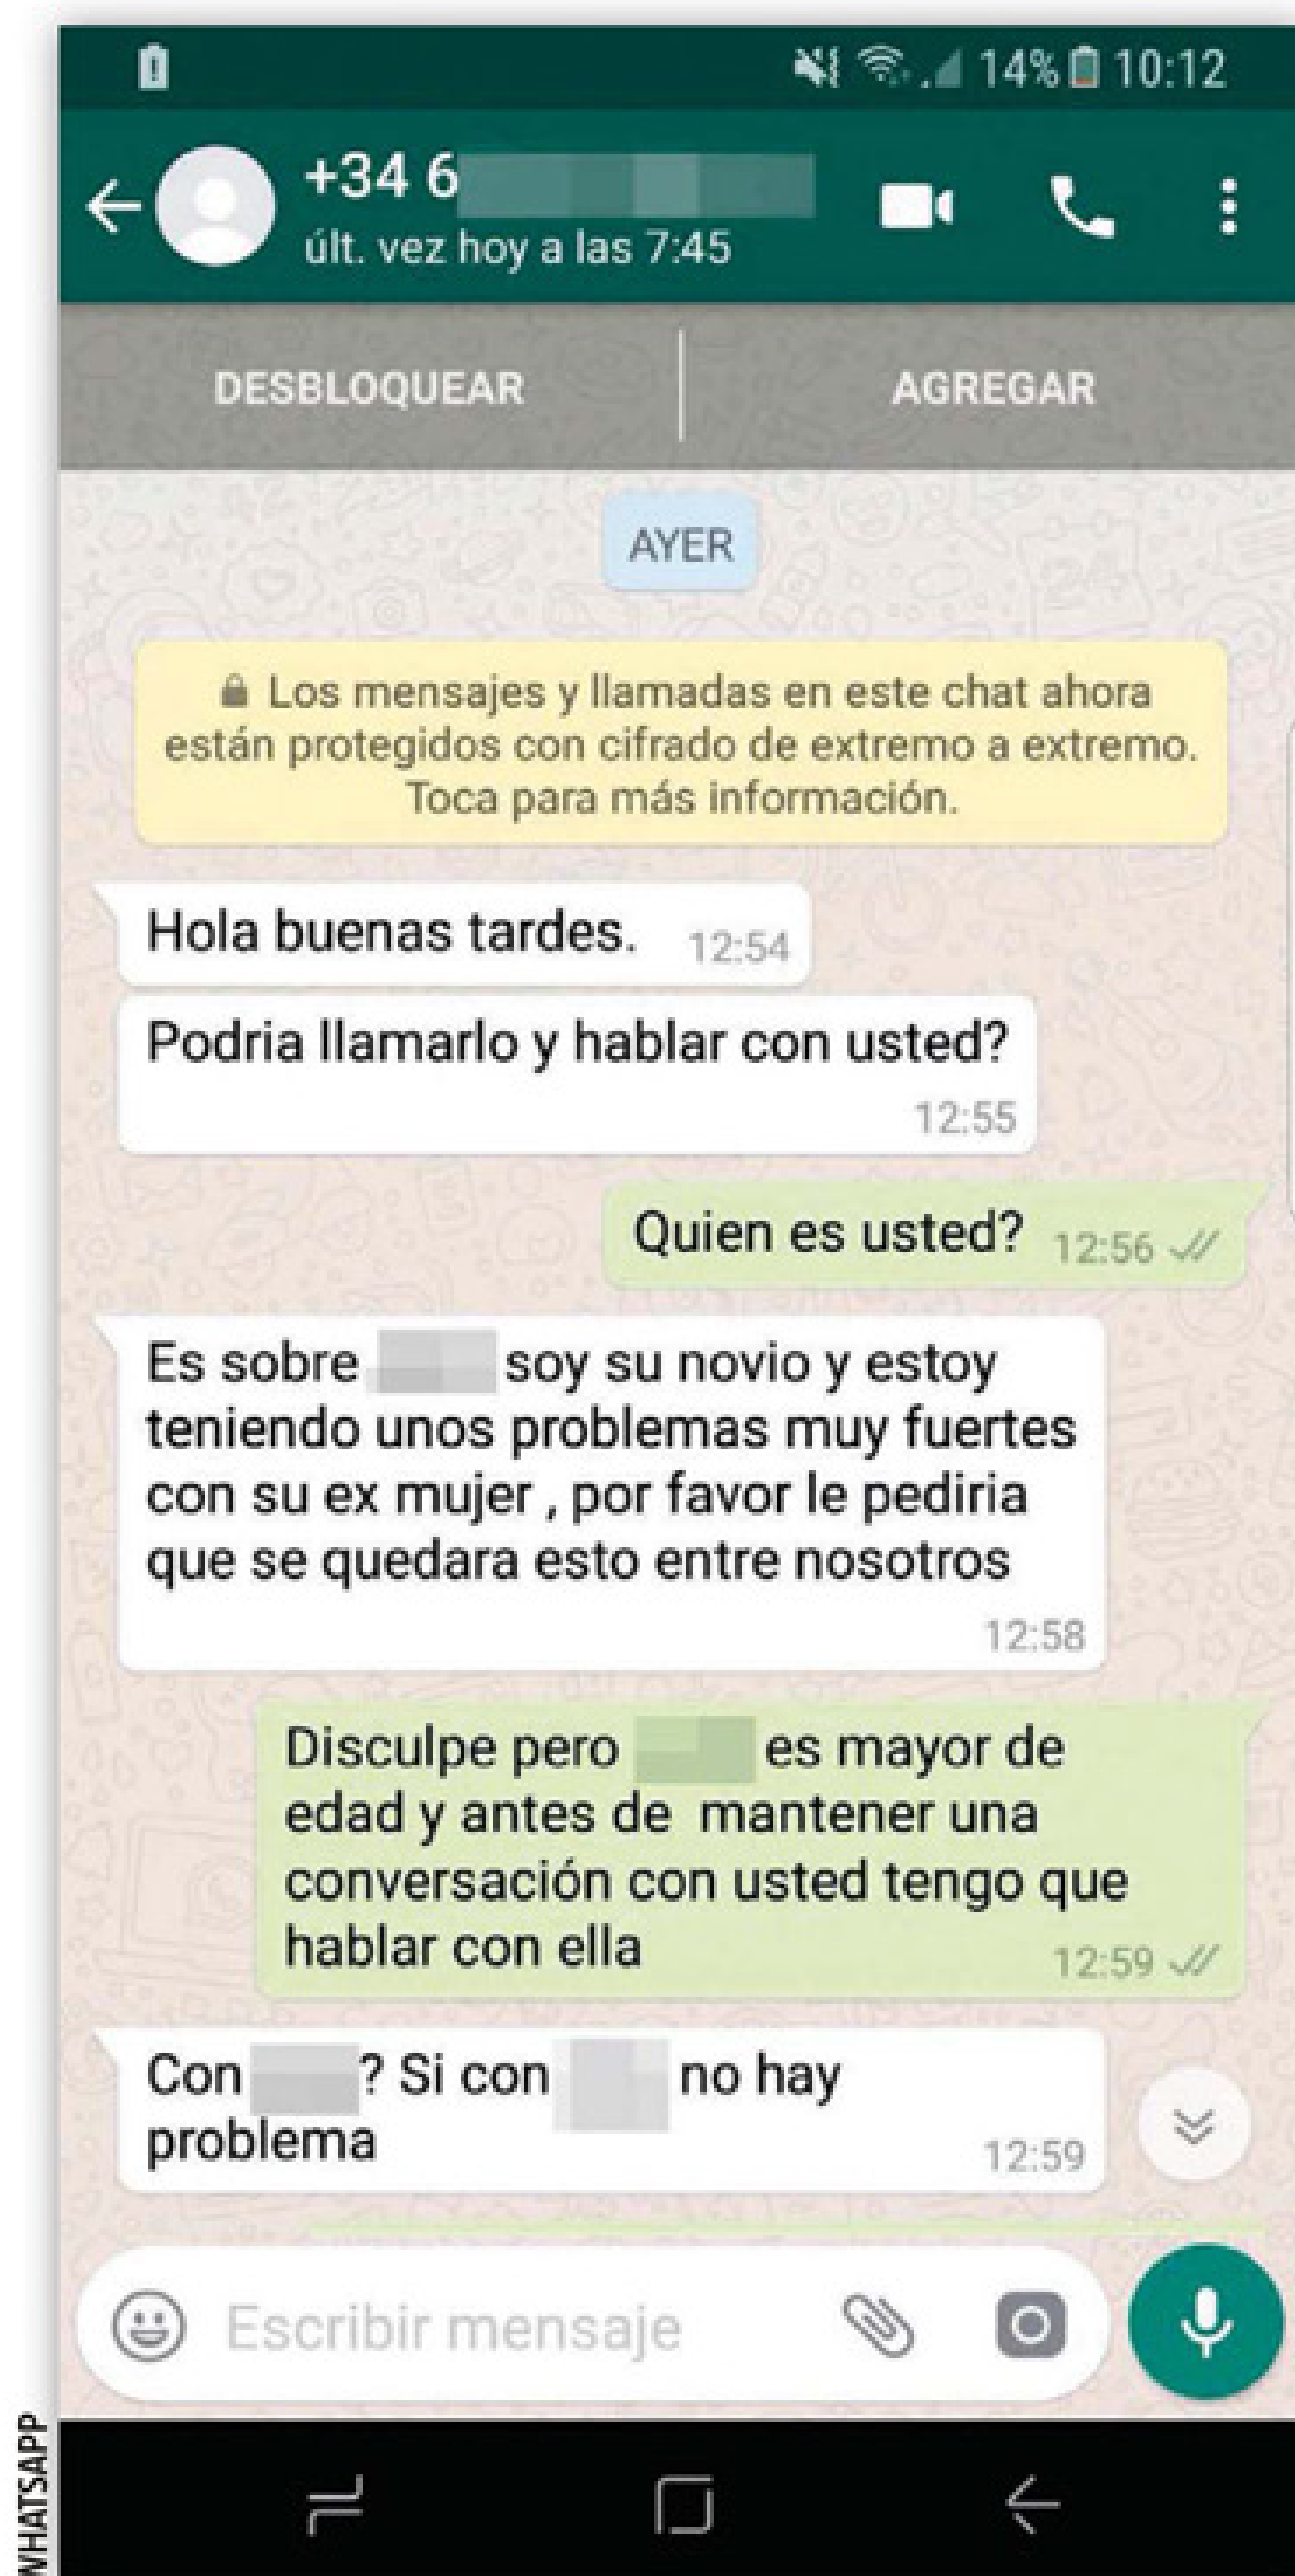 14% 10:12
+34 6
últ. vez hoy a las 7:45
DESBLOQUEAR
AGREGAR
AYER
Los mensajes y llamadas en este chat ahora
están protegidos con cifrado de extremo a extremo.
Toca para más información.
Hola buenas tardes. 12:54
Podria llamarlo y hablar con usted?
12:55
Quien es usted? 12:56
Es sobre soy su novio y estoy
teniendo unos problemas muy fuertes
con su ex mujer , por favor le pediria
que se quedara esto entre nosotros
12:58
Disculpe pero es mayor de
edad y antes de mantener una
conversación con usted tengo que
hablar con ella 12:59
Con ? Si con no hay
problema 12:59
Escribir mensaje
WHATSAPP